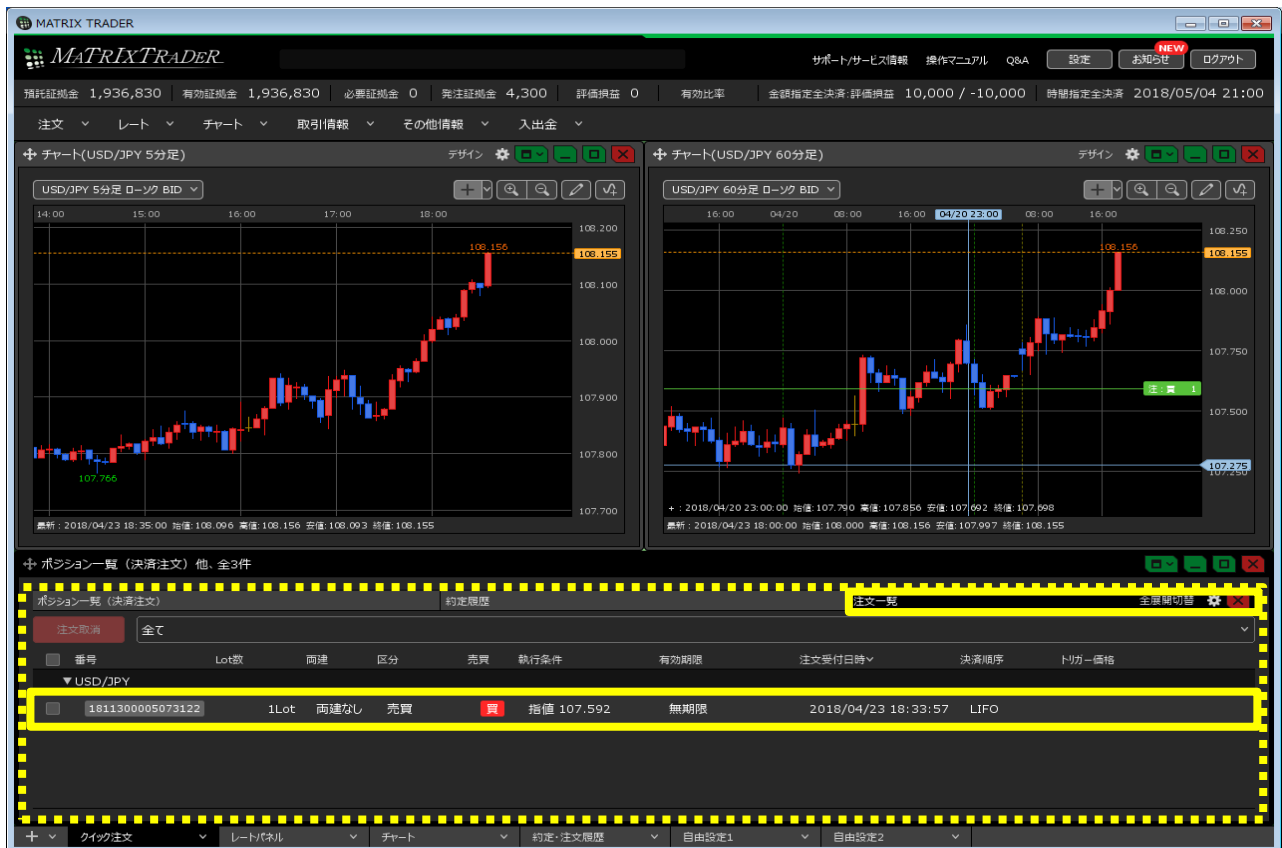 MATRIX TRADER
MATRIXTRADER サポート/サービス情報 操作マニュアル Q&A 設定 お知らせ NEW ログアウト
預託証拠金 1,936,830 有効証拠金 1,936,830 必要証拠金 0 発注証拠金 4,300 評価損益 0 有効比率 金額指定全決済:評価損益 10,000 / -10,000 時間指定全決済 2018/05/04 21:00
注文 レート チャート 取引情報 その他情報 入出金
チャート(USD/JPY 5分足) デザイン
USD/JPY 5分足 ローソク BID
14:00 15:00 16:00 17:00 18:00
108.200
108.156
108.155
108.100
108.000
107.900
107.800
107.766
107.700
最新 : 2018/04/23 18:35:00 始値:108.096 高値:108.156 安値:108.093 終値:108.155
チャート(USD/JPY 60分足) デザイン
USD/JPY 60分足 ローソク BID
16:00 04/20 08:00 16:00 04/20 23:00 08:00 16:00
108.250
108.156
108.155
108.000
107.750
注 : 買 1
107.500
107.275
107.250
+ : 2018/04/20 23:00:00 始値:107.790 高値:107.856 安値:107.692 終値:107.698
最新 : 2018/04/23 18:00:00 始値:108.000 高値:108.156 安値:107.997 終値:108.155
ポジション一覧（決済注文）他、全3件
ポジション一覧（決済注文） 約定履歴 注文一覧 全展開切替
注文取消 全て
番号 Lot数 両建 区分 売買 執行条件 有効期限 注文受付日時 決済順序 トリガー価格
▼USD/JPY
1811300005073122 1Lot 両建なし 売買 買 指値 107.592 無期限 2018/04/23 18:33:57 LIFO
クイック注文 レートパネル チャート 約定・注文履歴 自由設定1 自由設定2